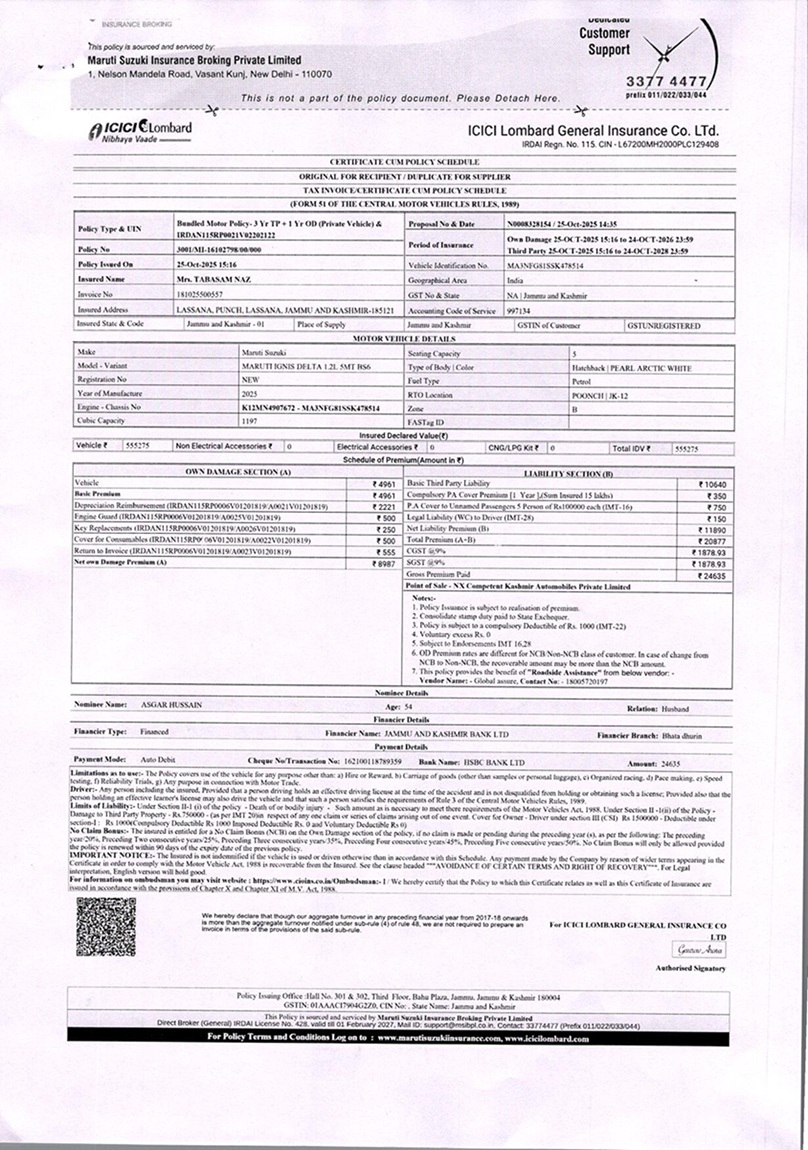 INSURANCE BROKING
This policy is sourced and serviced by:
Maruti Suzuki Insurance Broking Private Limited
1, Nelson Mandela Road, Vasant Kunj, New Delhi - 110070
Dedicated
Customer
Support
3377 4477
prefix 011/022/033/044
This is not a part of the policy document. Please Detach Here.
ICICI Lombard
Nibhaye Vaade
ICICI Lombard General Insurance Co. Ltd.
IRDAI Regn. No. 115. CIN - L67200MH2000PLC129408
CERTIFICATE CUM POLICY SCHEDULE
ORIGINAL FOR RECIPIENT / DUPLICATE FOR SUPPLIER
TAX INVOICE/CERTIFICATE CUM POLICY SCHEDULE
(FORM 51 OF THE CENTRAL MOTOR VEHICLES RULES, 1989)
Policy Type & UIN Bundled Motor Policy- 3 Yr TP + 1 Yr OD (Private Vehicle) & IRDAN115RP0021V02202122
Proposal No & Date N0008328154 / 25-Oct-2025 14:35
Policy No 3001/MI-16102798/00/000
Period of Insurance Own Damage 25-OCT-2025 15:16 to 24-OCT-2026 23:59
Third Party 25-OCT-2025 15:16 to 24-OCT-2028 23:59
Policy Issued On 25-Oct-2025 15:16 Vehicle Identification No. MA3NFG81SSK478514
Insured Name Mrs. TABASAM NAZ Geographical Area India
Invoice No 181025500557 GST No & State NA | Jammu and Kashmir
Insured Address LASSANA, PUNCH, LASSANA, JAMMU AND KASHMIR-185121 Accounting Code of Service 997134
Insured State & Code Jammu and Kashmir - 01 Place of Supply Jammu and Kashmir GSTIN of Customer GSTUNREGISTERED
MOTOR VEHICLE DETAILS
Make Maruti Suzuki Seating Capacity 5
Model - Variant MARUTI IGNIS DELTA 1.2L 5MT BS6 Type of Body | Color Hatchback | PEARL ARCTIC WHITE
Registration No NEW Fuel Type Petrol
Year of Manufacture 2025 RTO Location POONCH | JK-12
Engine - Chassis No K12MN4907672 - MA3NFG81SSK478514 Zone B
Cubic Capacity 1197 FASTag ID
Insured Declared Value(₹)
Vehicle ₹ 555275 Non Electrical Accessories ₹ 0 Electrical Accessories ₹ 0 CNG/LPG Kit ₹ 0 Total IDV ₹ 555275
Schedule of Premium(Amount in ₹)
OWN DAMAGE SECTION (A)
Vehicle ₹ 4961
Basic Premium ₹ 4961
Depreciation Reimbursement (IRDAN115RP0006V01201819/A0021V01201819) ₹ 2221
Engine Guard (IRDAN115RP0006V01201819/A0025V01201819) ₹ 500
Key Replacements (IRDAN115RP0006V01201819/A0026V01201819) ₹ 250
Cover for Consumables (IRDAN115RP0006V01201819/A0022V01201819) ₹ 500
Return to Invoice (IRDAN115RP0006V01201819/A0023V01201819) ₹ 555
Net own Damage Premium (A) ₹ 8987
LIABILITY SECTION (B)
Basic Third Party Liability ₹ 10640
Compulsory PA Cover Premium [1 Year ],(Sum Insured 15 lakhs) ₹ 350
P.A Cover to Unnamed Passengers 5 Person of Rs100000 each (IMT-16) ₹ 750
Legal Liability (WC) to Driver (IMT-28) ₹ 150
Net Liability Premium (B) ₹ 11890
Total Premium (A+B) ₹ 20877
CGST @9% ₹ 1878.93
SGST @9% ₹ 1878.93
Gross Premium Paid ₹ 24635
Point of Sale - NX Competent Kashmir Automobiles Private Limited
Notes:-
1. Policy Issuance is subject to realisation of premium.
2. Consolidate stamp duty paid to State Exchequer.
3. Policy is subject to a compulsory Deductible of Rs. 1000 (IMT-22)
4. Voluntary excess Rs. 0
5. Subject to Endorsements IMT 16,28
6. OD Premium rates are different for NCB/Non-NCB class of customer. In case of change from
NCB to Non-NCB, the recoverable amount may be more than the NCB amount.
7. This policy provides the benefit of "Roadside Assistance" from below vendor: -
Vendor Name: - Global assure, Contact No: - 18005720197
Nominee Details
Nominee Name: ASGAR HUSSAIN Age: 54 Relation: Husband
Financier Details
Financier Type: Financed Financier Name: JAMMU AND KASHMIR BANK LTD Financier Branch: Bhata dhurin
Payment Details
Payment Mode: Auto Debit Cheque No/Transaction No: 162100118789359 Bank Name: HSBC BANK LTD Amount: 24635
Limitations as to use:- The Policy covers use of the vehicle for any purpose other than: a) Hire or Reward, b) Carriage of goods (other than samples or personal luggage), c) Organized racing, d) Pace making, e) Speed
testing, f) Reliability Trials, g) Any purpose in connection with Motor Trade.
Driver:- Any person including the insured, Provided that a person driving holds an effective driving license at the time of the accident and is not disqualified from holding or obtaining such a license; Provided also that the
person holding an effective learner's license may also drive the vehicle and that such a person satisfies the requirements of Rule 3 of the Central Motor Vehicles Rules, 1989.
Limits of Liability:- Under Section II-1 (i) of the policy - Death of or bodily injury - Such amount as is necessary to meet there requirements of the Motor Vehicles Act, 1988. Under Section II -1(ii) of the Policy -
Damage to Third Party Property - Rs.750000 - (as per IMT 20)in respect of any one claim or series of claims arising out of one event. Cover for Owner - Driver under section III (CSI) Rs 1500000 - Deductible under
section-I : Rs 1000(Compulsory Deductible Rs 1000 Imposed Deductible Rs. 0 and Voluntary Deductible Rs 0)
No Claim Bonus:- The insured is entitled for a No Claim Bonus (NCB) on the Own Damage section of the policy, if no claim is made or pending during the preceding year (s), as per the following: The preceding
year/20%, Preceding Two consecutive years/25%, Preceding Three consecutive years/35%, Preceding Four consecutive years/45%, Preceding Five consecutive years/50%. No Claim Bonus will only be allowed provided
the policy is renewed within 90 days of the expiry date of the previous policy.
IMPORTANT NOTICE:- The Insured is not indemnified if the vehicle is used or driven otherwise than in accordance with this Schedule. Any payment made by the Company by reason of wider terms appearing in the
Certificate in order to comply with the Motor Vehicle Act, 1988 is recoverable from the Insured. See the clause headed """AVOIDANCE OF CERTAIN TERMS AND RIGHT OF RECOVERY""". For Legal
interpretation, English version will hold good.
For information on ombudsman you may visit website : https://www.cioins.co.in/Ombudsman:- I / We hereby certify that the Policy to which this Certificate relates as well as this Certificate of Insurance are
issued in accordance with the provisions of Chapter X and Chapter XI of M.V. Act, 1988.
We hereby declare that though our aggregate turnover in any preceding financial year from 2017-18 onwards
is more than the aggregate turnover notified under sub-rule (4) of rule 48, we are not required to prepare an
invoice in terms of the provisions of the said sub-rule.
For ICICI LOMBARD GENERAL INSURANCE CO
LTD
Authorised Signatory
Policy Issuing Office :Hall No. 301 & 302, Third Floor, Bahu Plaza, Jammu, Jammu & Kashmir 180004
GSTIN: 01AAACI7904G2Z0, CIN No: , State Name: Jammu and Kashmir
This Policy is sourced and serviced by Maruti Suzuki Insurance Broking Private Limited
Direct Broker (General) IRDAI License No. 428, valid till 01 February 2027, Mail ID: support@msibpl.co.in, Contact: 33774477 (Prefix 011/022/033/044)
For Policy Terms and Conditions Log on to : www.marutisuzukiinsurance.com, www.icicilombard.com